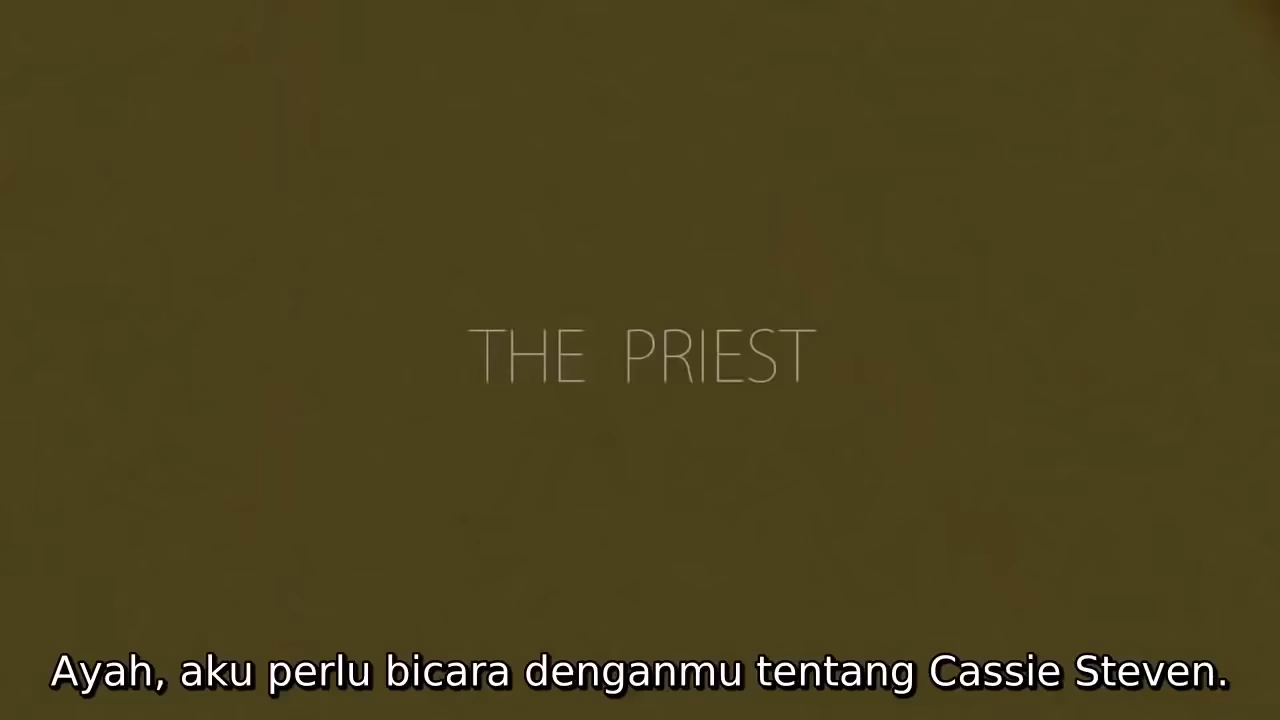 THE PRIEST
Ayah, aku perlu bicara denganmu tentang Cassie Steven.